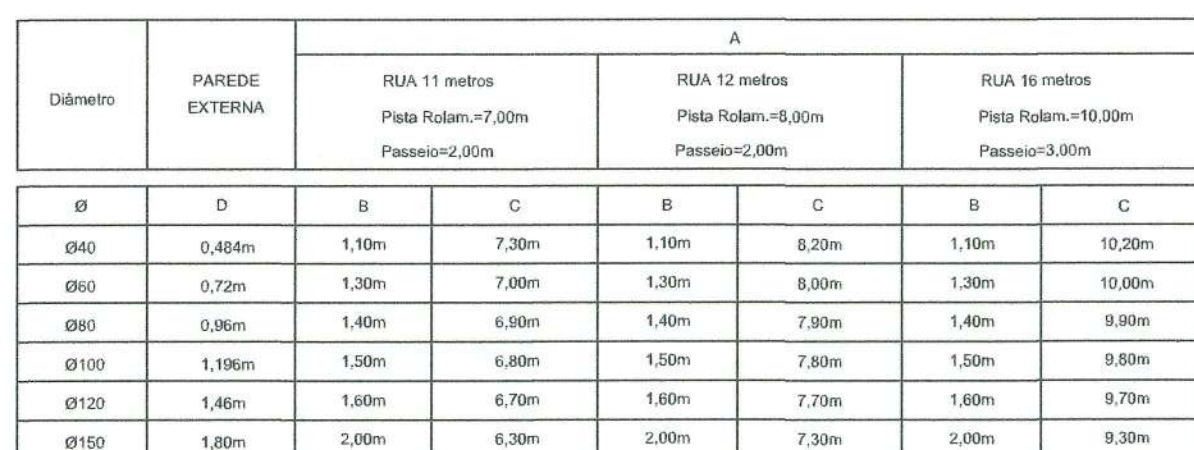 A
Diâmetro PAREDE EXTERNA RUA 11 metros Pista Rolam.=7,00m Passeio=2,00m RUA 12 metros Pista Rolam.=8,00m Passeio=2,00m RUA 16 metros Pista Rolam.=10,00m Passeio=3,00m
Ø D B C B C B C
Ø40 0,484m 1,10m 7,30m 1,10m 8,20m 1,10m 10,20m
Ø60 0,72m 1,30m 7,00m 1,30m 8,00m 1,30m 10,00m
Ø80 0,96m 1,40m 6,90m 1,40m 7,90m 1,40m 9,90m
Ø100 1,196m 1,50m 6,80m 1,50m 7,80m 1,50m 9,80m
Ø120 1,46m 1,60m 6,70m 1,60m 7,70m 1,60m 9,70m
Ø150 1,80m 2,00m 6,30m 2,00m 7,30m 2,00m 9,30m